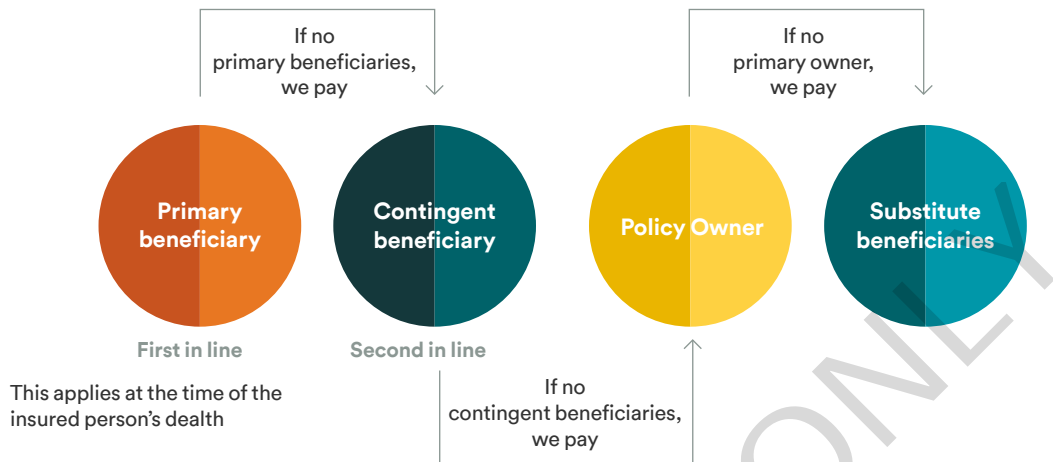 If no
primary beneficiaries,
we pay
If no
primary owner,
we pay
Primary
beneficiary
Contingent
beneficiary
Policy Owner
Substitute
beneficiaries
First in line
Second in line
This applies at the time of the
insured person's dealth
If no
contingent beneficiaries,
we pay
ONLY